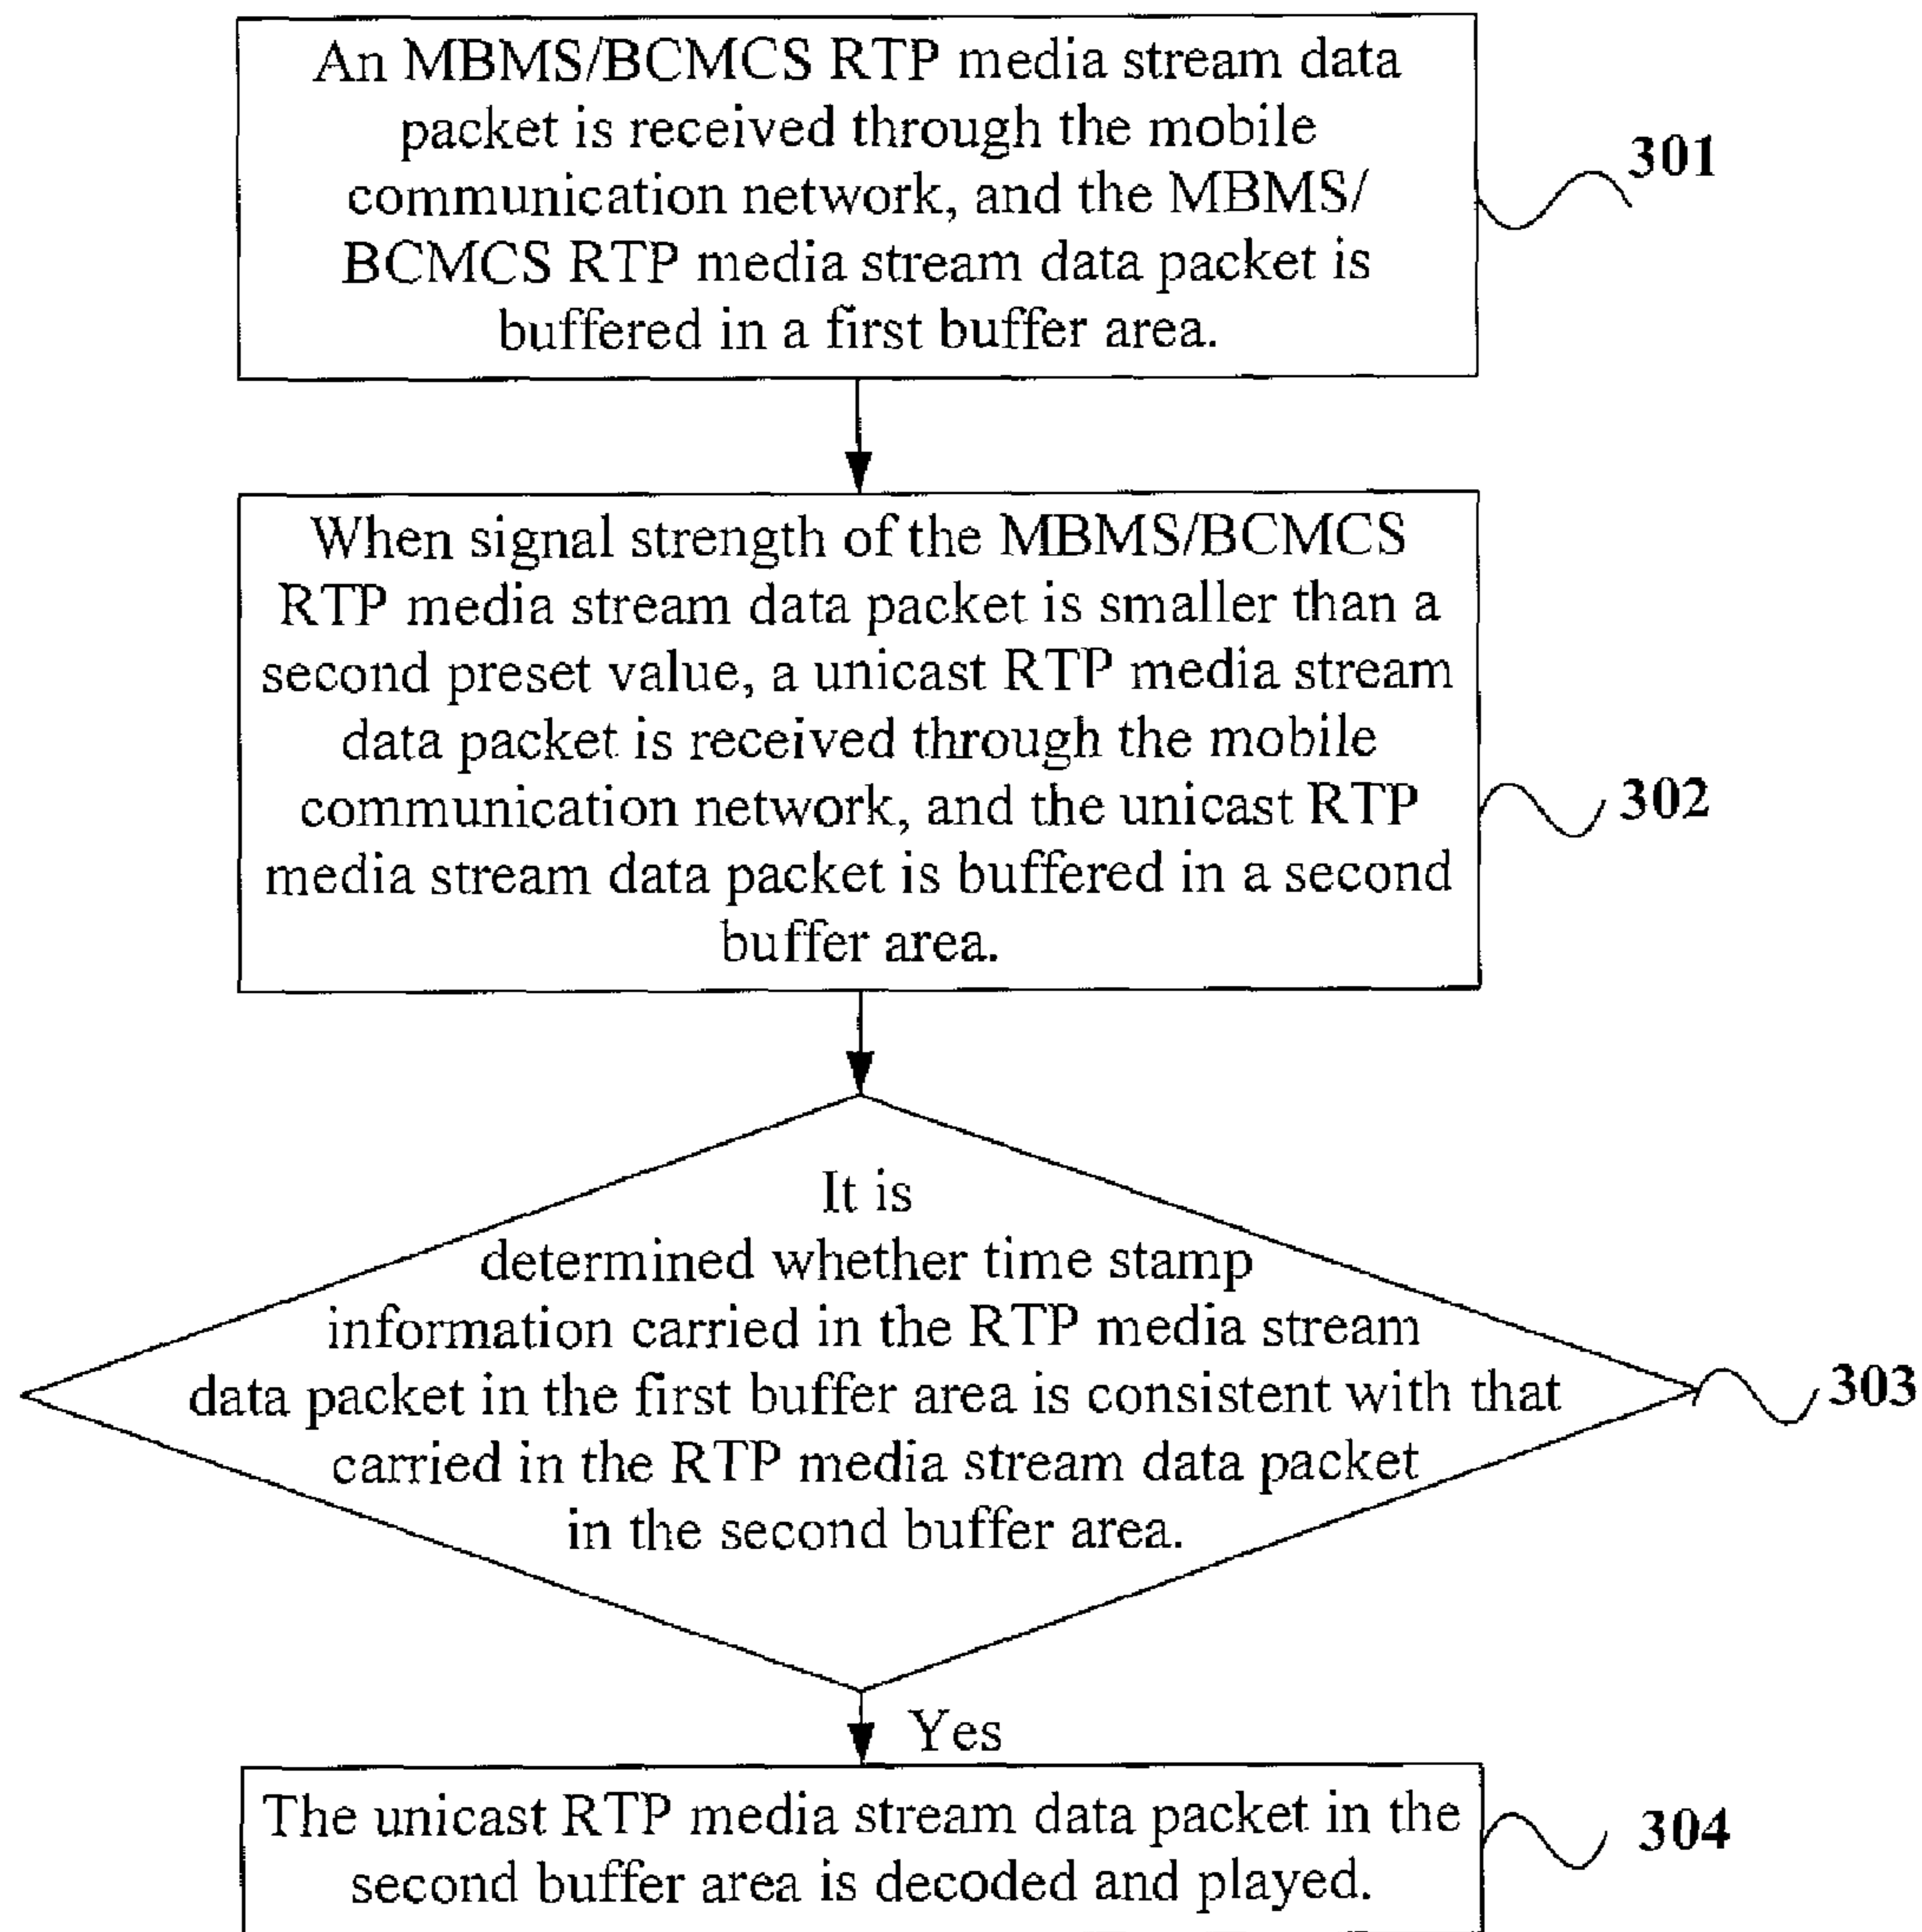 An MBMS/BCMCS RTP media stream data
packet is received through the mobile
communication network, and the MBMS/
BCMCS RTP media stream data packet is
buffered in a first buffer area.
301
When signal strength of the MBMS/BCMCS
RTP media stream data packet is smaller than a
second preset value, a unicast RTP media stream
data packet is received through the mobile
communication network, and the unicast RTP
media stream data packet is buffered in a second
buffer area.
302
It is
determined whether time stamp
information carried in the RTP media stream
data packet in the first buffer area is consistent with that
carried in the RTP media stream data packet
in the second buffer area.
303
Yes
The unicast RTP media stream data packet in the
second buffer area is decoded and played.
304